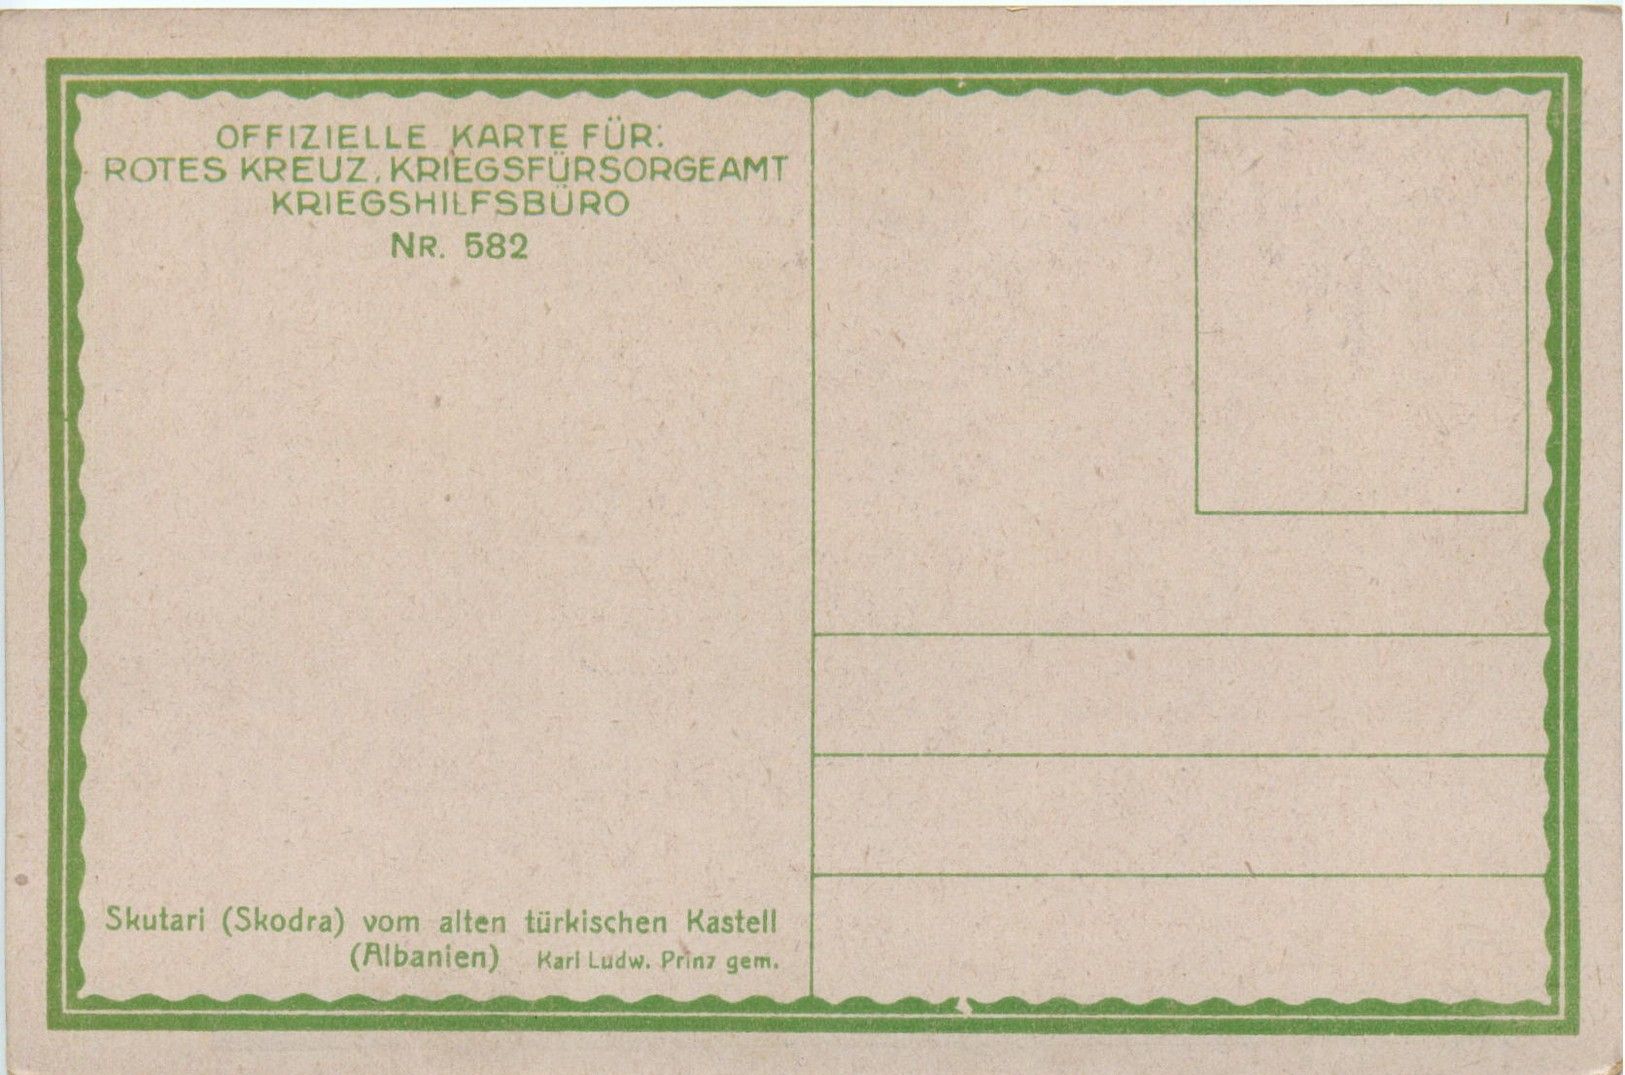 OFFIZIELLE KARTE FÜR:
ROTES KREUZ, KRIEGSFÜRSORGEAMT
KRIEGSHILFSBÜRO
NR. 582
Skutari (Skodra) vom alten türkischen Kastell
(Albanien) Karl Ludw. Prinz gem.